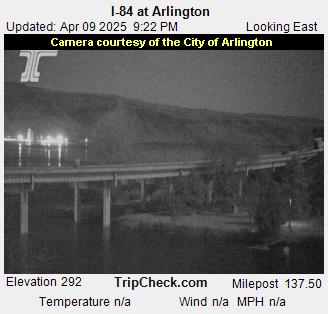 I-84 at Arlington
Updated: Apr 09 2025 9:22 PM Looking East
Camera courtesy of the City of Arlington
Elevation 292 TripCheck.com Milepost 137.50
Temperature n/a Wind n/a MPH n/a